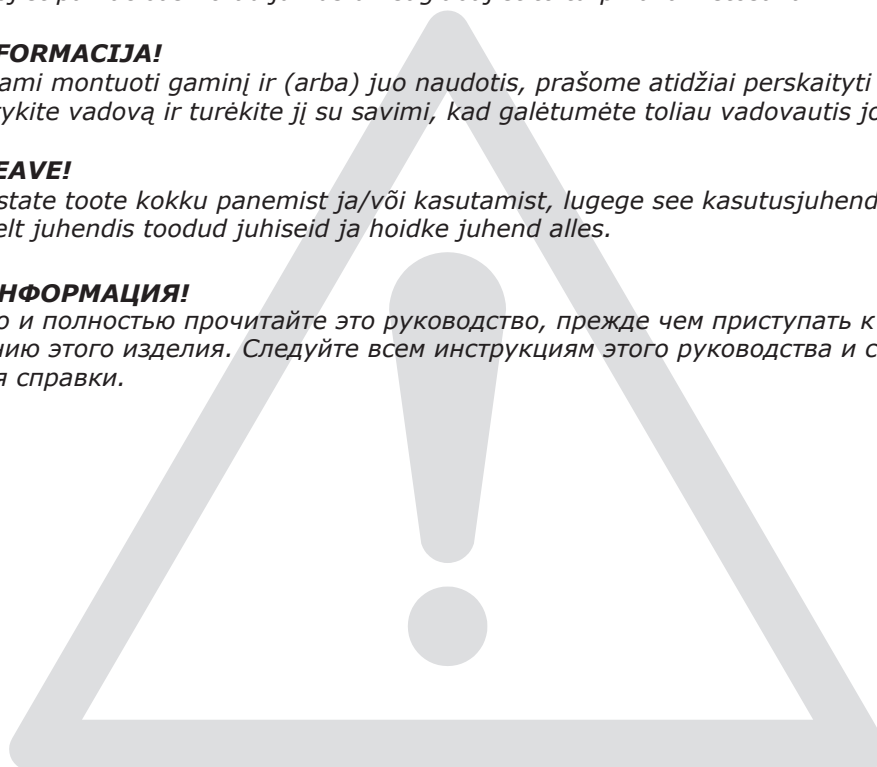 FORMACIJA!
ami montuoti gaminį ir (arba) juo naudotis, prašome atidžiai perskaityti
ykite vadovą ir turėkite jį su savimi, kad galėtumėte toliau vadovautis jo
EAVE!
state toote kokku panemist ja/või kasutamist, lugege see kasutusjuhend
elt juhendis toodud juhiseid ja hoidke juhend alles.
НФОРМАЦИЯ!
о и полностью прочитайте это руководство, прежде чем приступать к
нию этого изделия. Следуйте всем инструкциям этого руководства и с
я справки.